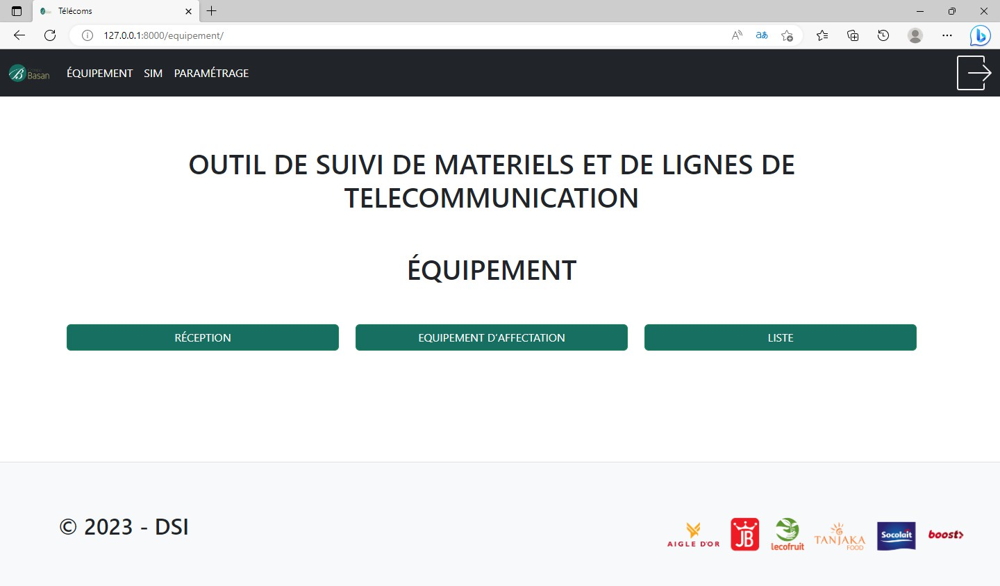 Télécoms
127.0.0.1:8000/equipement/
Basan
ÉQUIPEMENT SIM PARAMÉTRAGE
OUTIL DE SUIVI DE MATERIELS ET DE LIGNES DE
TELECOMMUNICATION
ÉQUIPEMENT
RÉCEPTION
EQUIPEMENT D'AFFECTATION
LISTE
© 2023 - DSI
AIGLE D'OR
JB
lecofruit
TANJAKA
FOOD
Socolait
boost